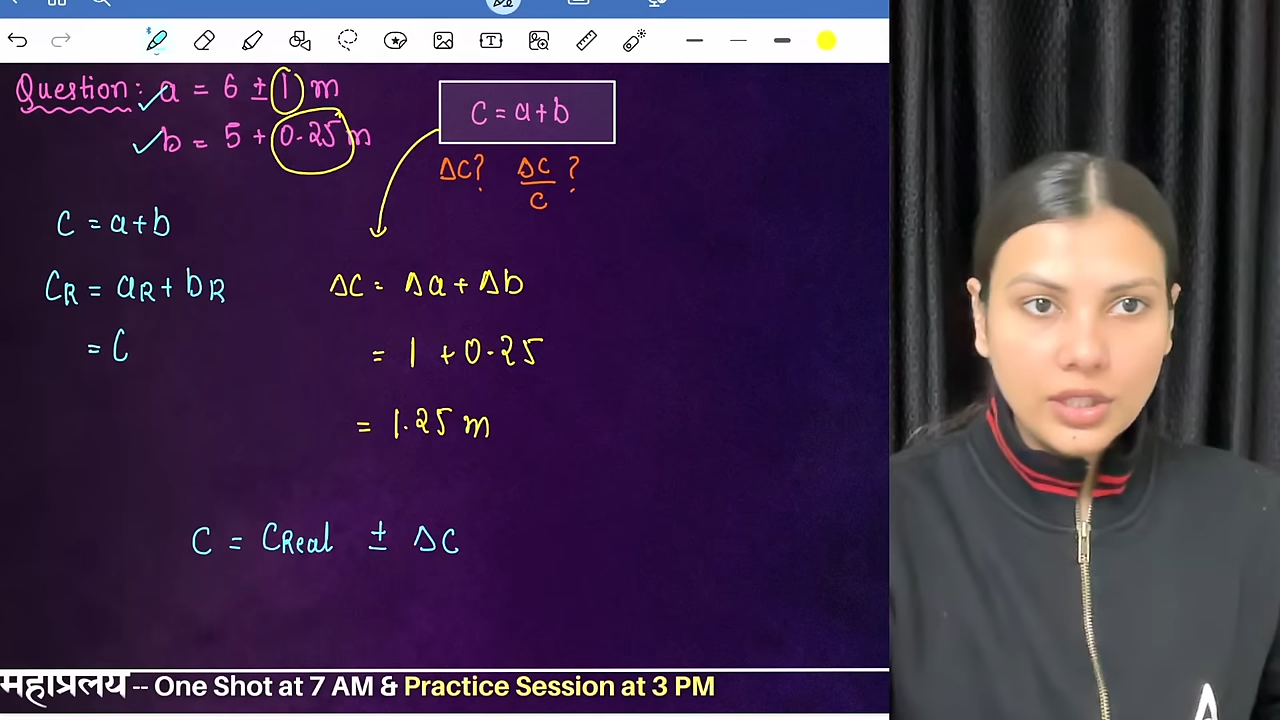 Question: a = 6 ± 1 m
b = 5 + 0.25 m
C = a+b
ΔC? ΔC/C ?
C = a+b
CR = aR + bR
= C
ΔC = Δa + Δb
= 1 + 0.25
= 1.25 m
C = CReal ± ΔC
महाप्रलय -- One Shot at 7 AM & Practice Session at 3 PM